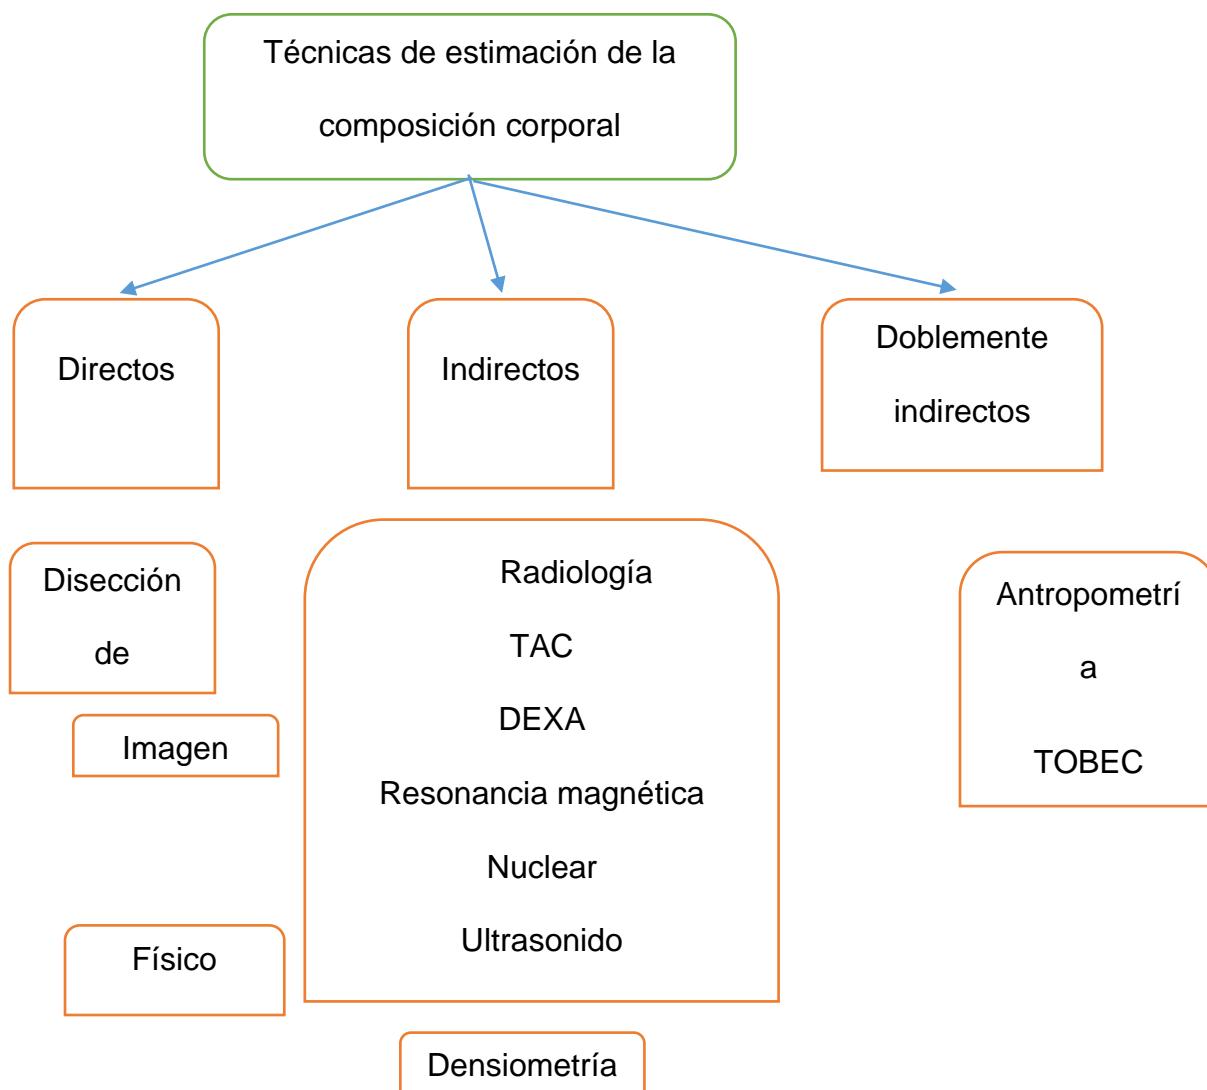 Técnicas de estimación de la
composición corporal
Directos
Indirectos
Doblemente
indirectos
Disección
de
Imagen
Físico
Radiología
TAC
DEXA
Resonancia magnética
Nuclear
Ultrasonido
Densiometría
Antropometrí
a
TOBEC